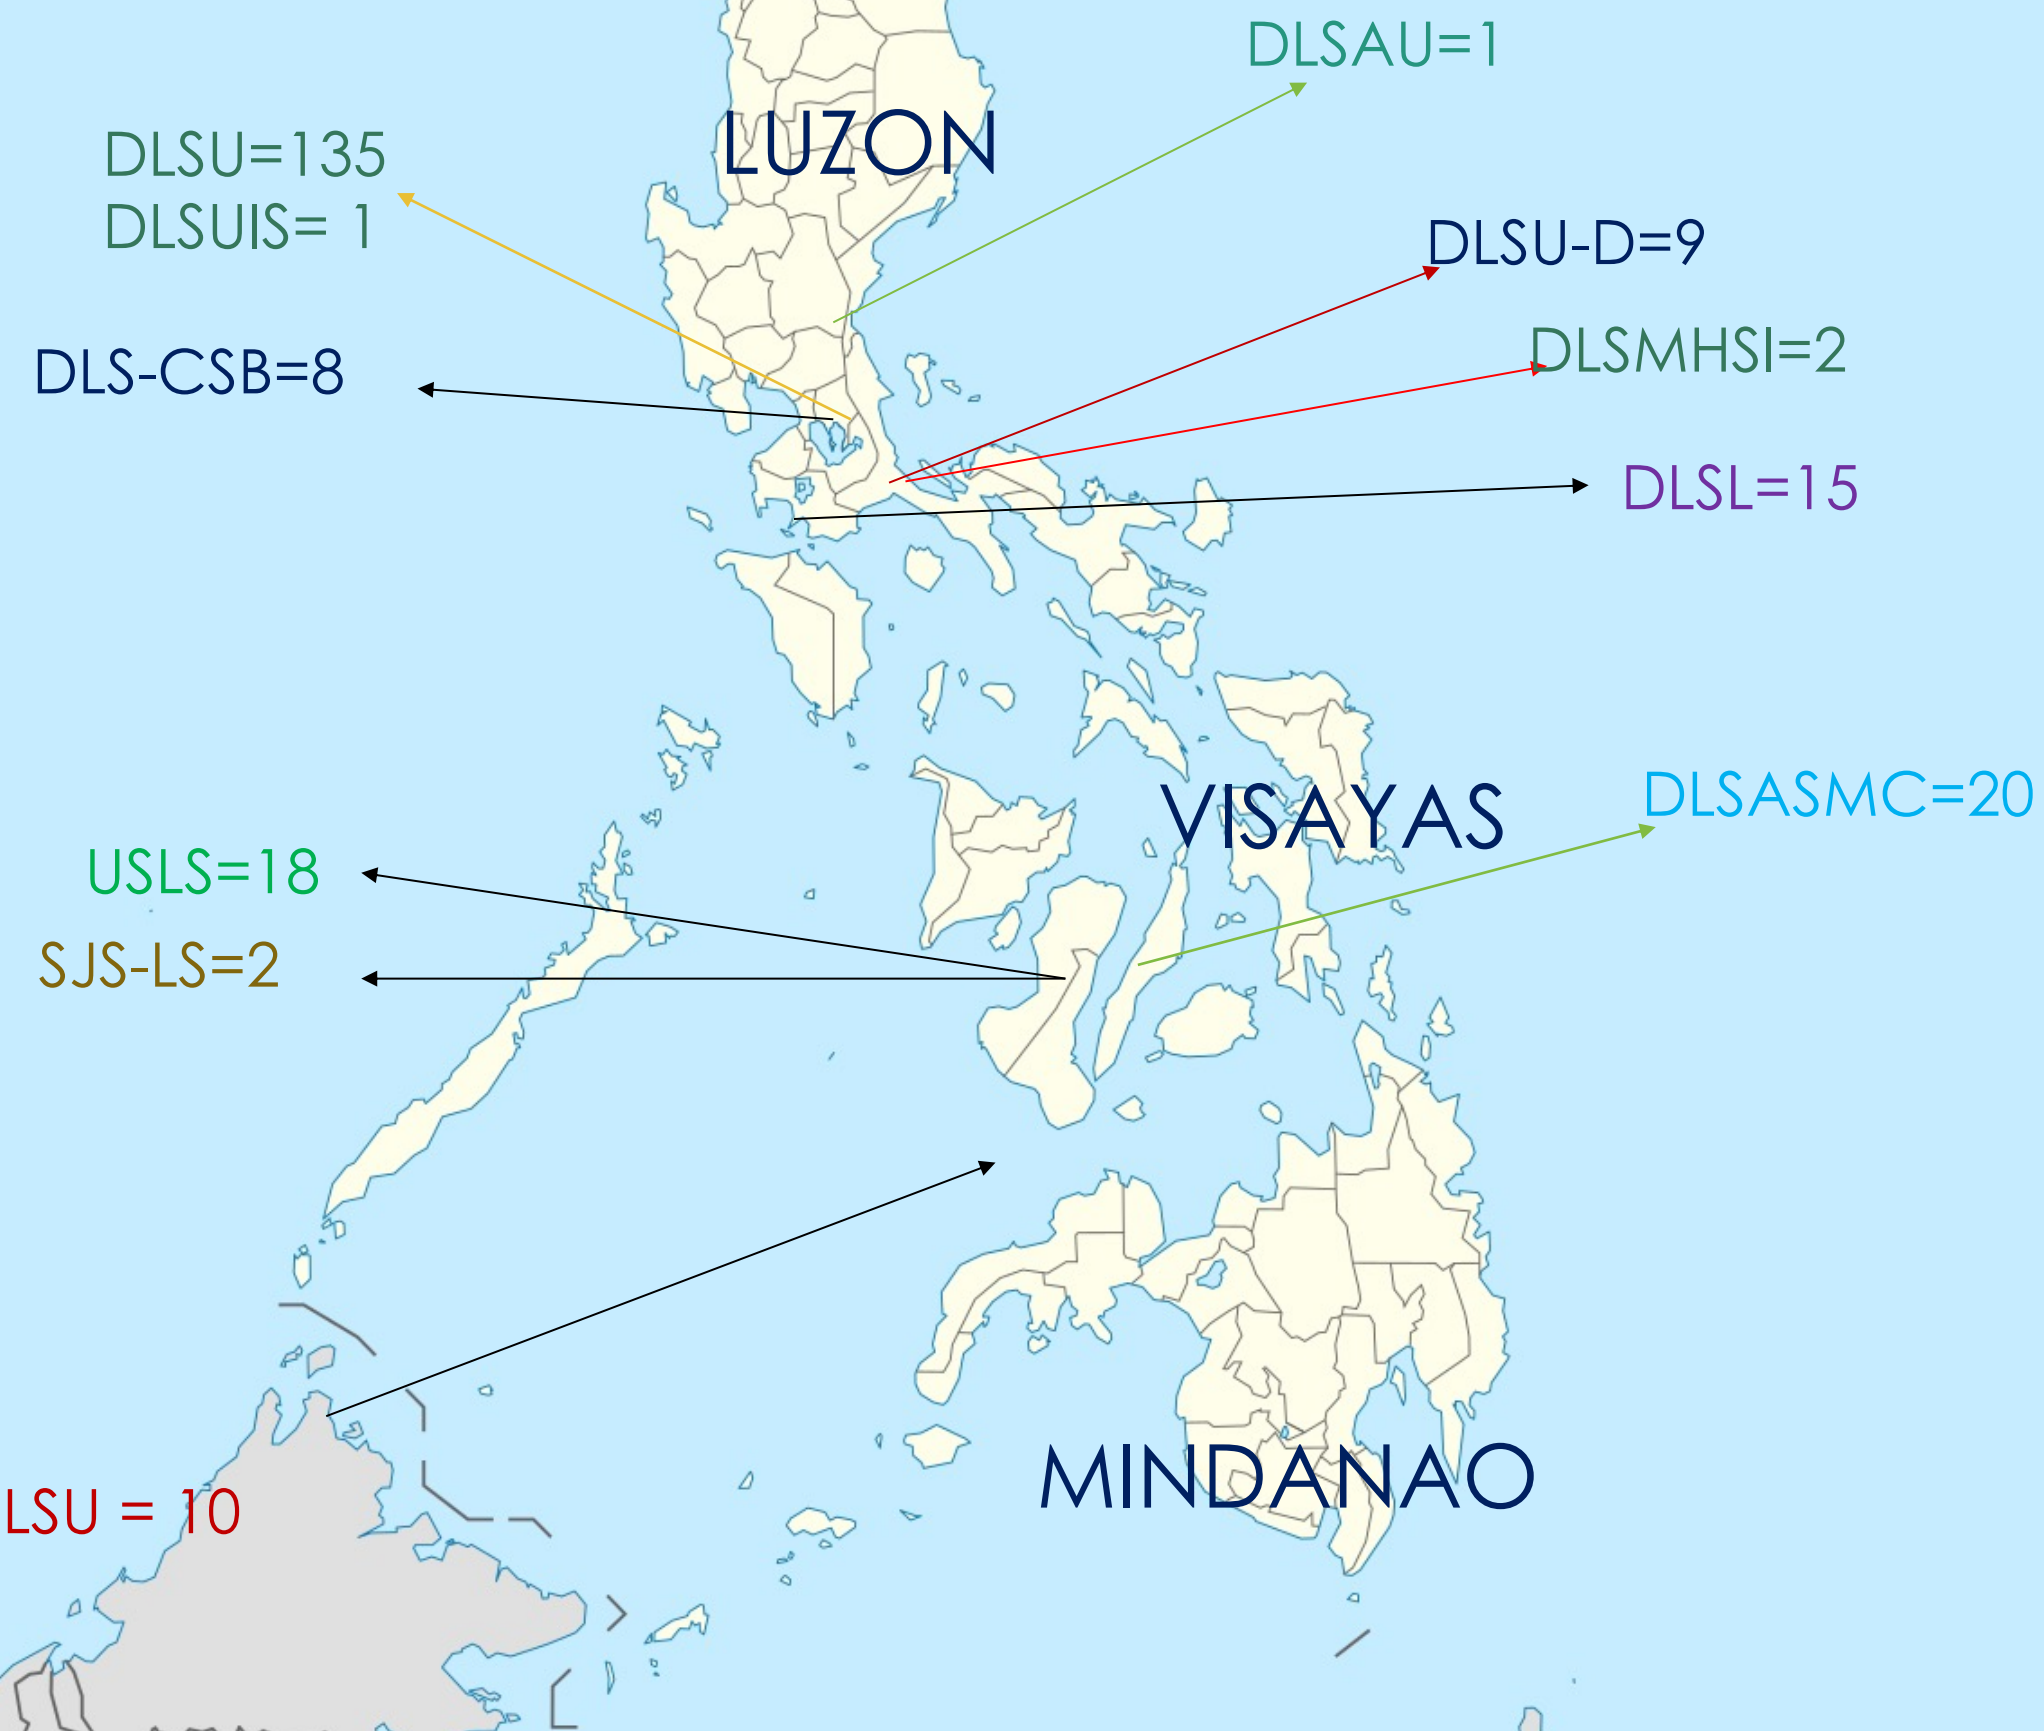 DLSAU=1
LUZON
DLSU=135
DLSUIS= 1
DLSU-D=9
DLSMHSI=2
DLS-CSB=8
DLSL=15
VISAYAS
DLSASMC=20
USLS=18
SJS-LS=2
MINDANAO
LSU = 10